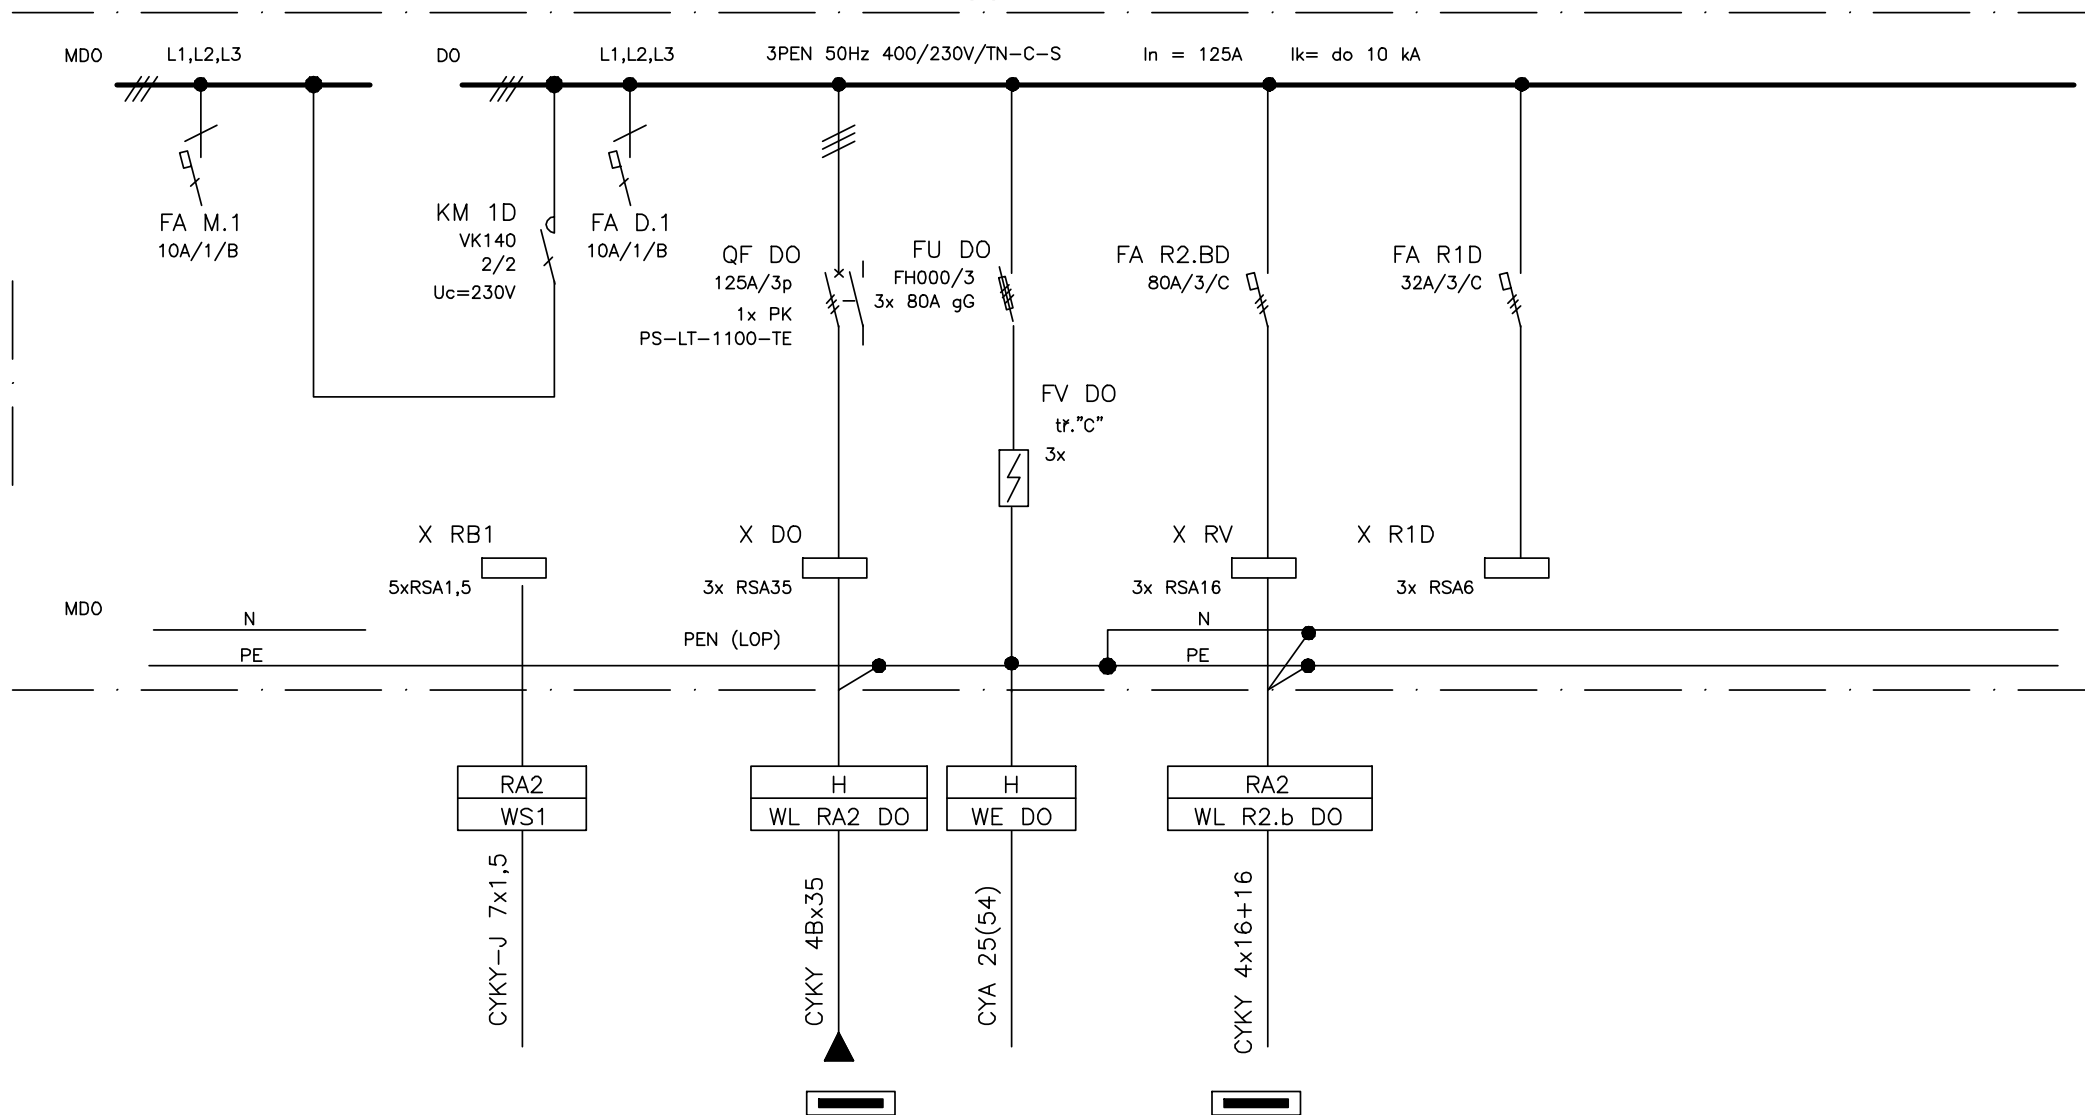 MDO
L1,L2,L3
DO
L1,L2,L3
3PEN 50Hz 400/230V/TN-C-S
In = 125A
Ik= do 10 kA
FA M.1
10A/1/B
KM 1D
VK140
2/2
Uc=230V
FA D.1
10A/1/B
QF DO
125A/3p
1x PK
PS-LT-1100-TE
FU DO
FH000/3
3x 80A gG
FV DO
tř."C"
3x
FA R2.BD
80A/3/C
FA R1D
32A/3/C
X RB1
5xRSA1,5
X DO
3x RSA35
X RV
3x RSA16
X R1D
3x RSA6
MDO
N
PE
PEN (LOP)
N
PE
RA2
WS1
H
WL RA2 DO
H
WE DO
RA2
WL R2.b DO
CYKY-J 7x1,5
CYKY 4Bx35
CYA 25(54)
CYKY 4x16+16